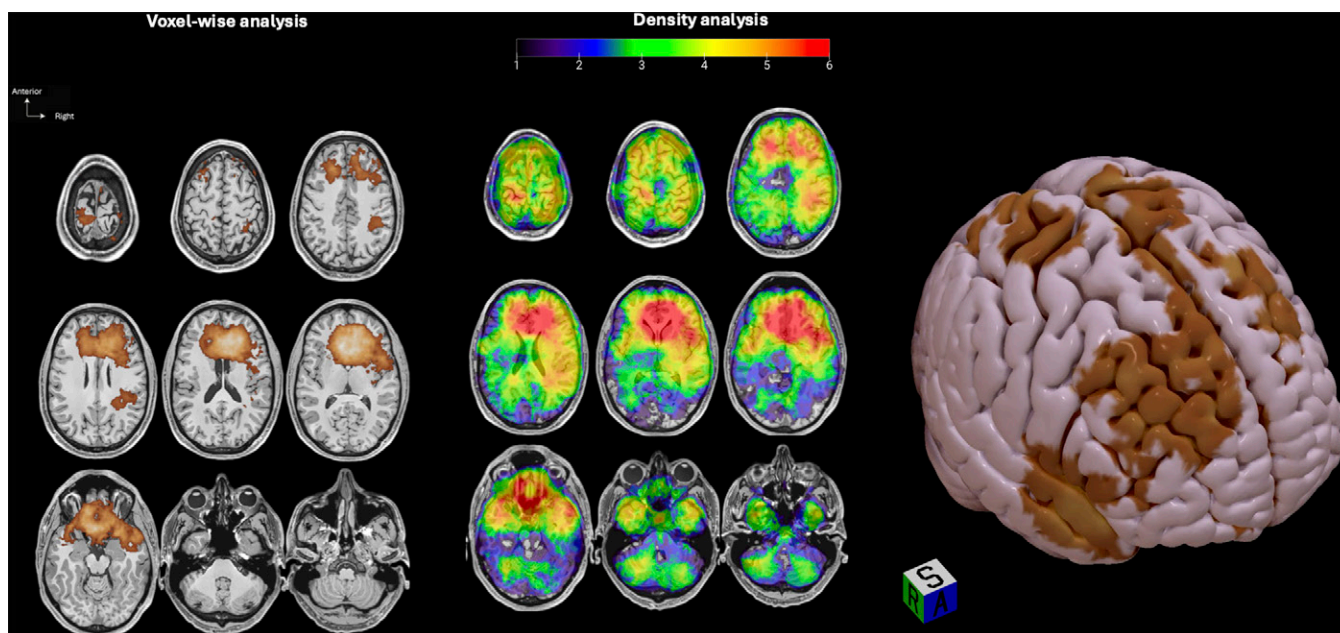 Voxel-wise analysis
Density analysis
1 2 3 4 5 6
Anterior
Right
S
R A